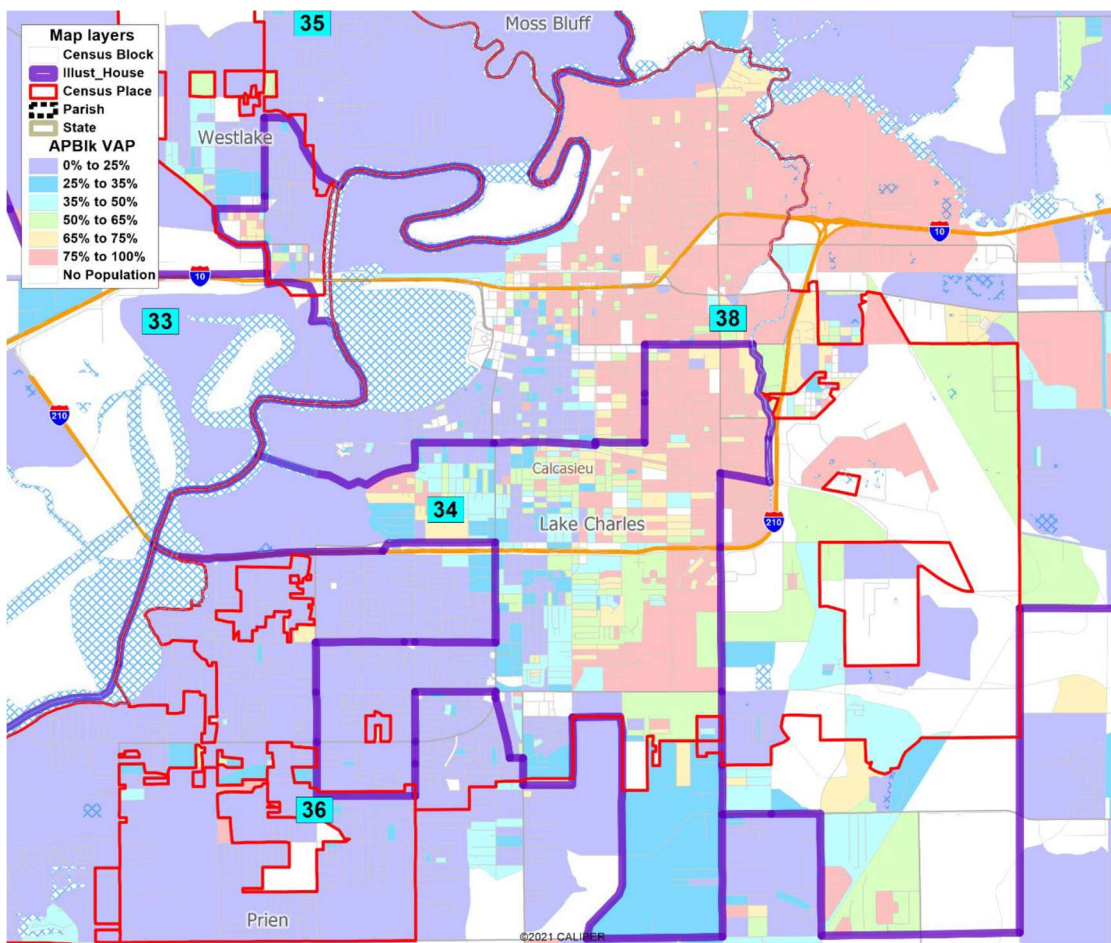 35
Moss Bluff
Map layers
Census Block
Illust_House
Census Place
Parish
State
APBlk VAP
0% to 25%
25% to 35%
35% to 50%
50% to 65%
65% to 75%
75% to 100%
No Population
Westlake
10
10
33
38
210
Calcasieu
34
Lake Charles
210
36
Prien
©2021 CALIPER